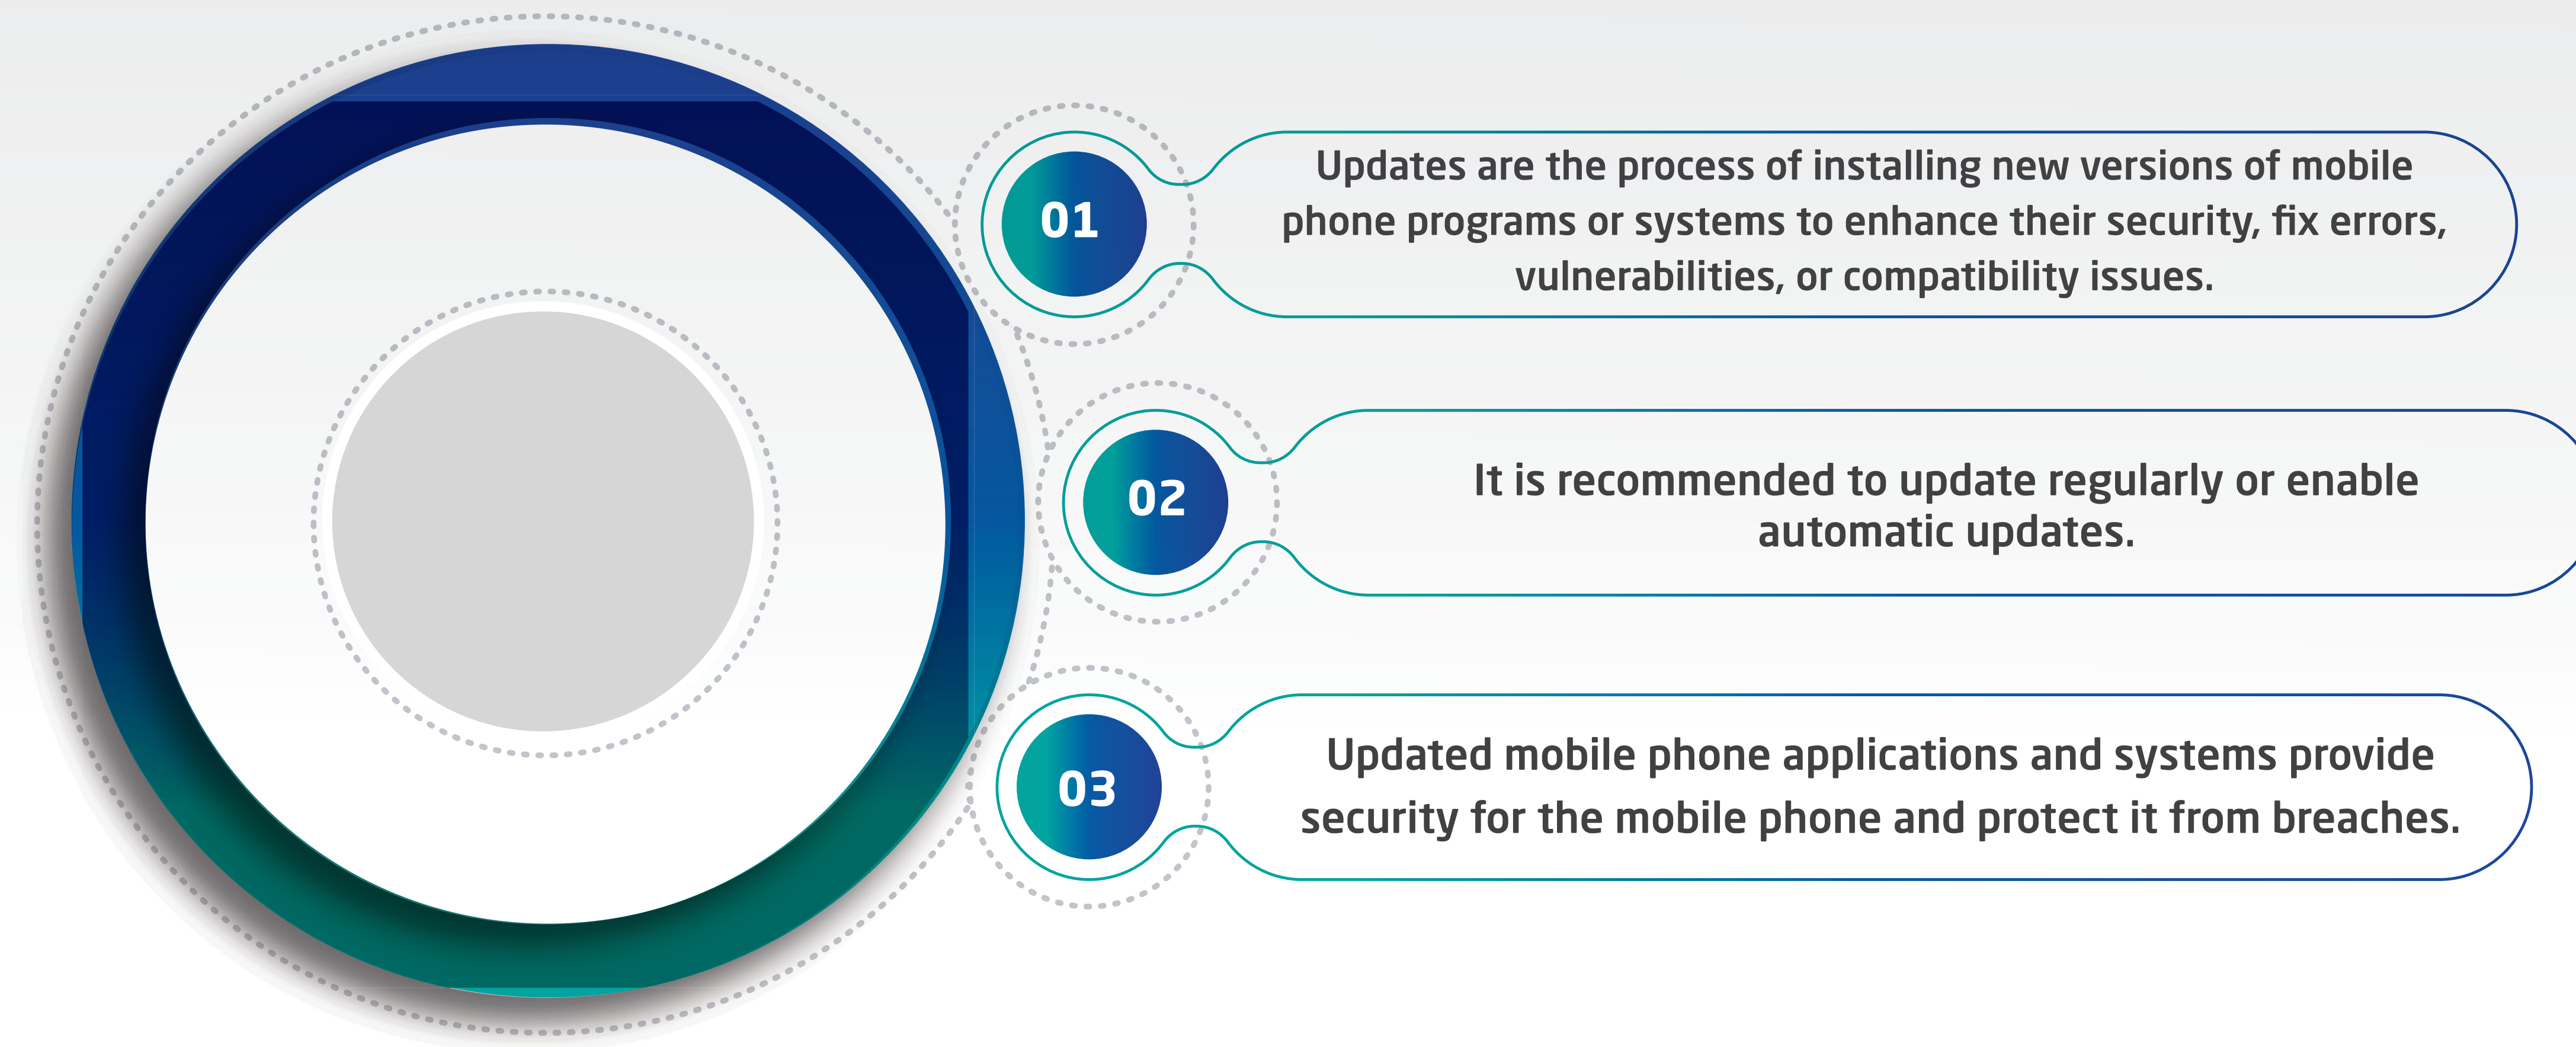 01
Updates are the process of installing new versions of mobile
phone programs or systems to enhance their security, fix errors,
vulnerabilities, or compatibility issues.
02
It is recommended to update regularly or enable
automatic updates.
03
Updated mobile phone applications and systems provide
security for the mobile phone and protect it from breaches.